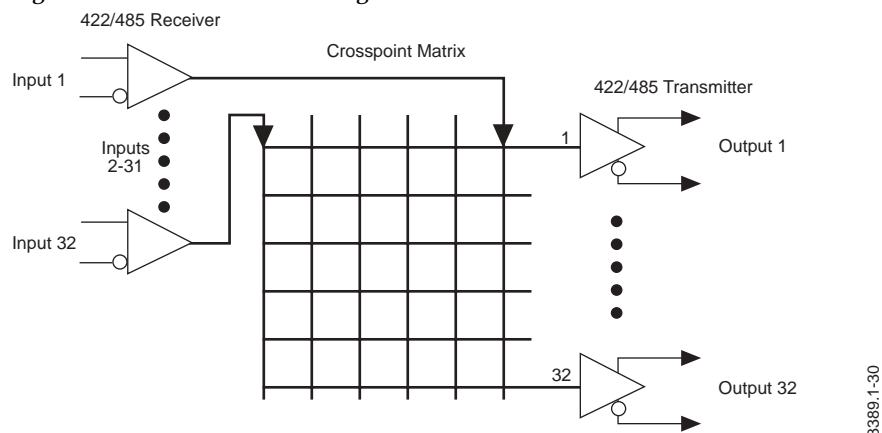 422/485 Receiver
Crosspoint Matrix
Input 1
422/485 Transmitter
1
Output 1
Inputs
2-31
Input 32
32
Output 32
8389.1-30